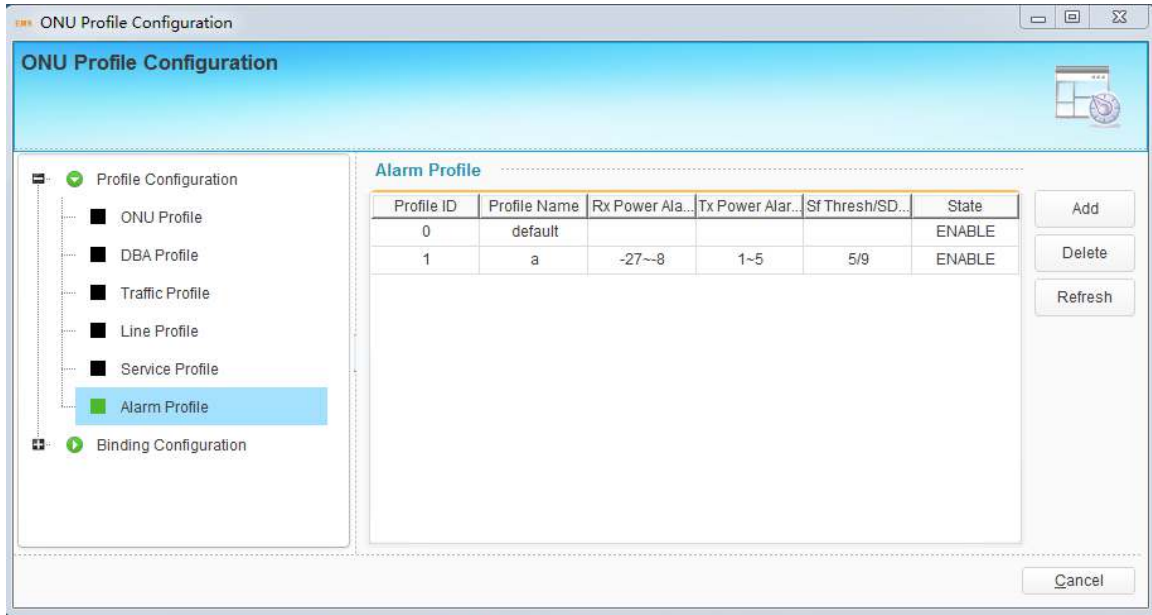 EMS ONU Profile Configuration
ONU Profile Configuration
Profile Configuration
ONU Profile
DBA Profile
Traffic Profile
Line Profile
Service Profile
Alarm Profile
Binding Configuration
Alarm Profile
Profile ID Profile Name Rx Power Ala... Tx Power Alar... Sf Thresh/SD... State
0 default ENABLE
1 a -27~-8 1~5 5/9 ENABLE
Add
Delete
Refresh
Cancel